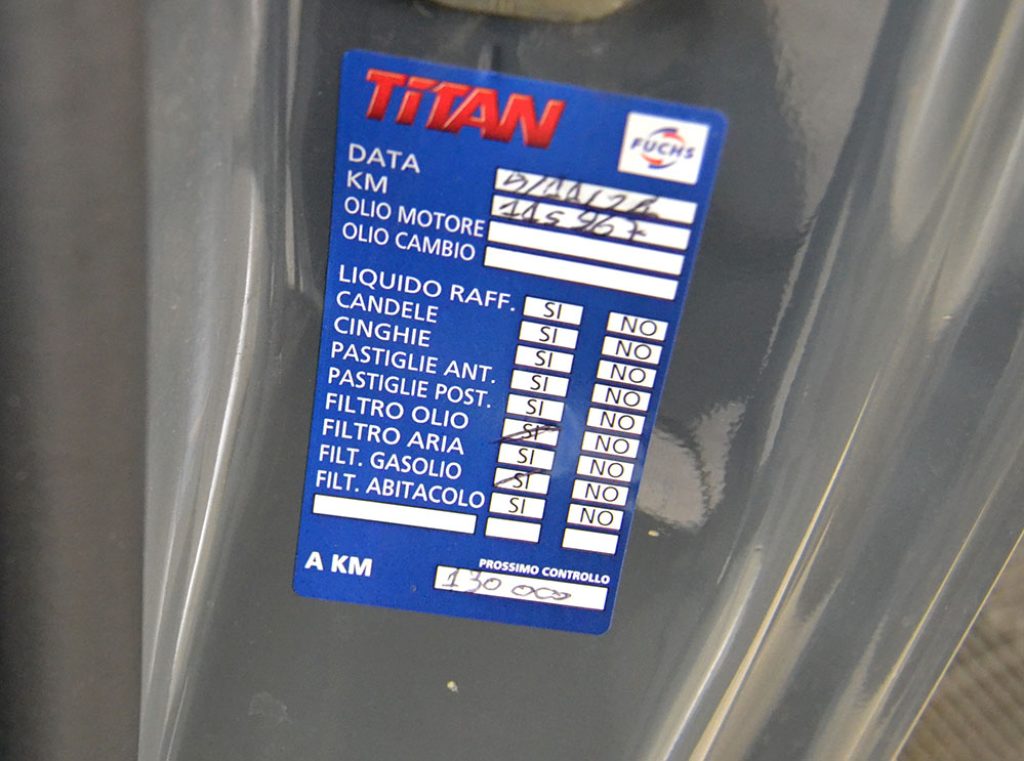 TiTAN
FUCHS
DATA
KM 115 967
OLIO MOTORE
OLIO CAMBIO
LIQUIDO RAFF. SI NO
CANDELE SI NO
CINGHIE SI NO
PASTIGLIE ANT. SI NO
PASTIGLIE POST. SI NO
FILTRO OLIO SI NO
FILTRO ARIA SI NO
FILT. GASOLIO SI NO
FILT. ABITACOLO SI NO
PROSSIMO CONTROLLO
A KM 130 000